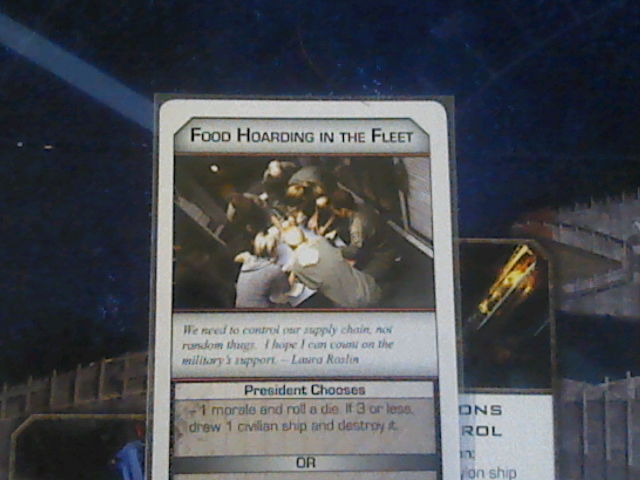 FOOD HOARDING IN THE FLEET
We need to control our supply chain, not
random thugs. I hope I can count on the
military's support. – Laura Roslin
President Chooses
-1 morale and roll a die. If 3 or less,
draw 1 civilian ship and destroy it.
OR
ONS
ROL
n:
ylon ship